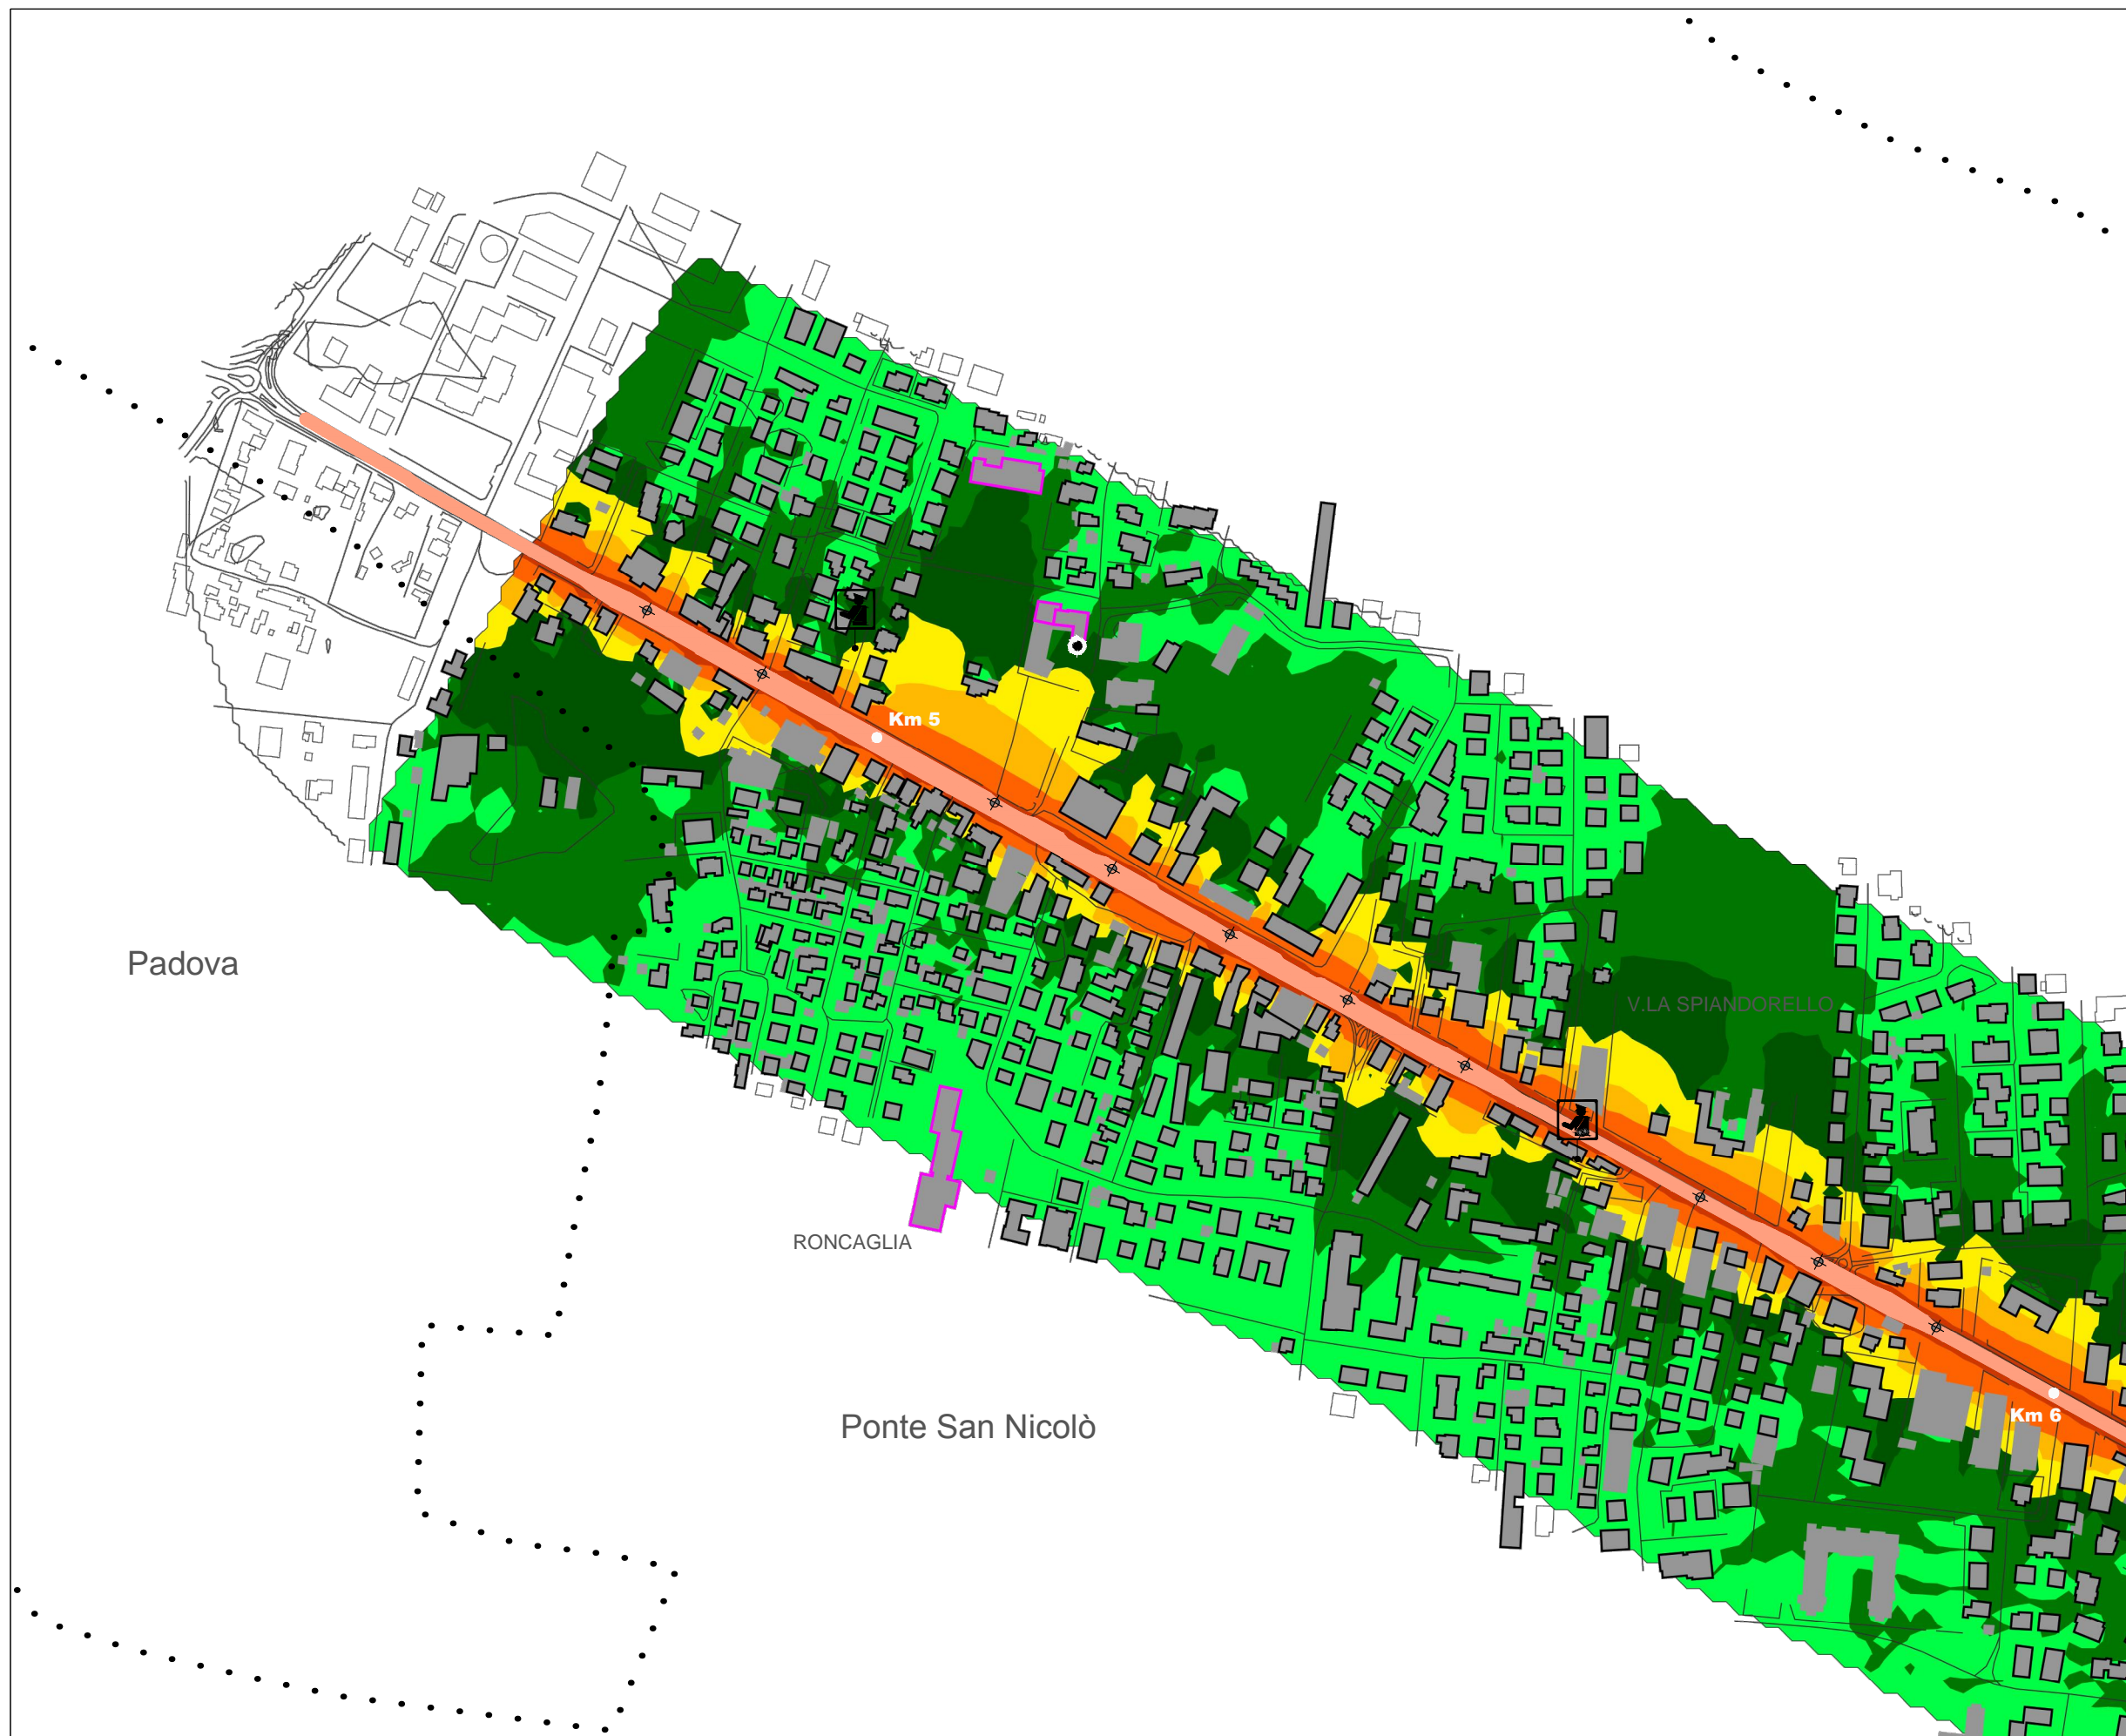 Km 5
Padova
V.LA SPIANDORELLO
RONCAGLIA
Km 6
Ponte San Nicolò